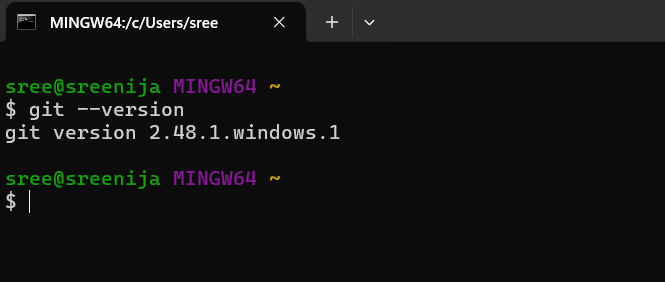 MINGW64:/c/Users/sree
sree@sreenija MINGW64 ~
$ git --version
git version 2.48.1.windows.1
sree@sreenija MINGW64 ~
$